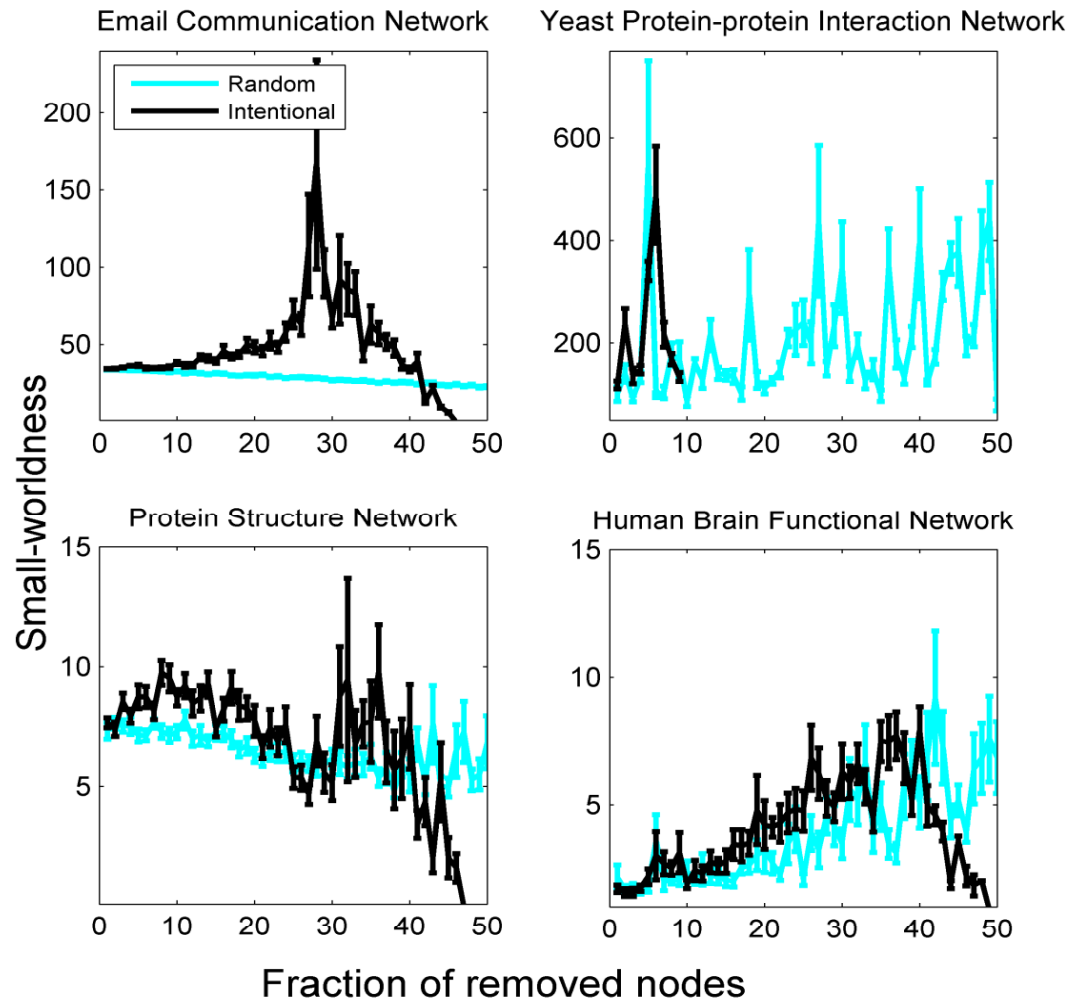 Email Communication Network
Yeast Protein-protein Interaction Network
Random
Intentional
200
150
100
50
0 10 20 30 40 50
600
400
200
0 10 20 30 40 50
Small-worldness
Protein Structure Network
Human Brain Functional Network
15
10
5
0 10 20 30 40 50
15
10
5
0 10 20 30 40 50
Fraction of removed nodes